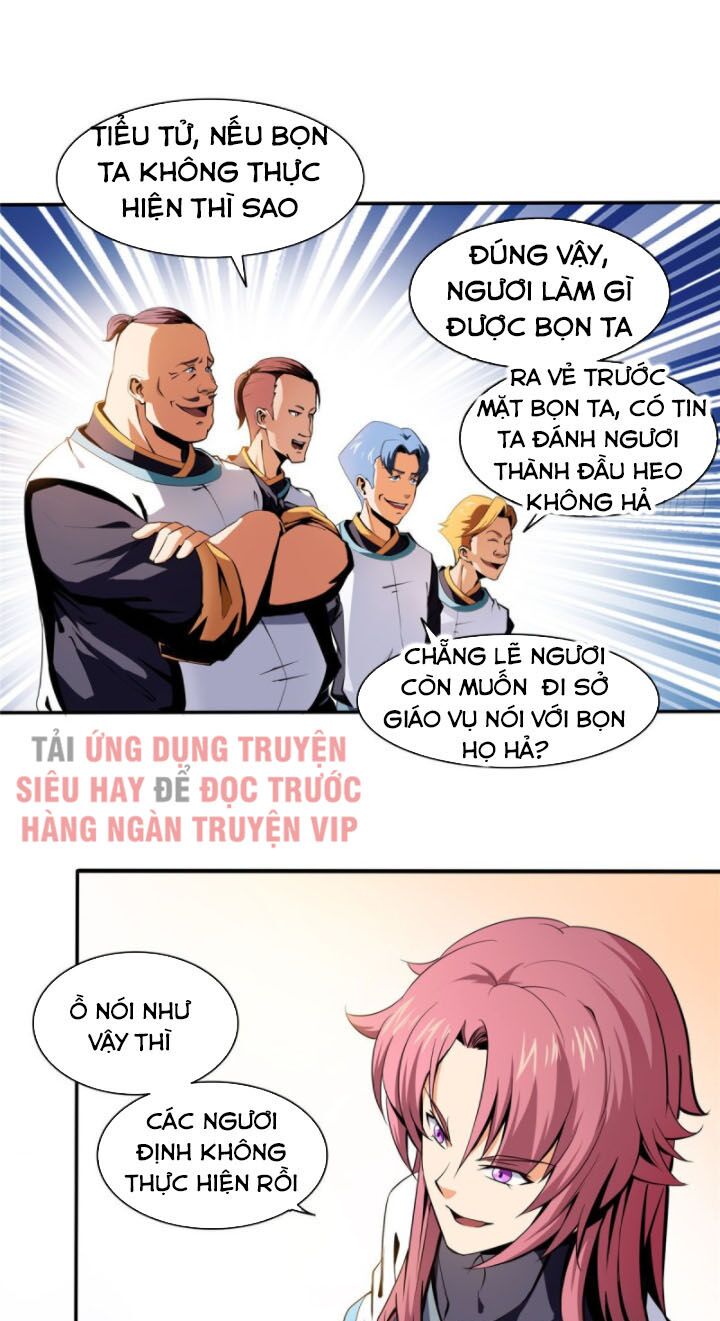 TIỂU TỬ, NẾU BỌN
TA KHÔNG THỰC
HIỆN THÌ SAO
ĐÚNG VẬY,
NGƯƠI LÀM GÌ
ĐƯỢC BỌN TA
RA VẺ TRƯỚC
MẶT BỌN TA, CÓ TIN
TA ĐÁNH NGƯƠI
THÀNH ĐẦU HEO
KHÔNG HẢ
CHẲNG LẼ NGƯƠI
CÒN MUỐN ĐI SỞ
GIÁO VỤ NÓI VỚI BỌN
HỌ HẢ?
TẢI ỨNG DỤNG TRUYỆN
SIÊU HAY ĐỂ ĐỌC TRƯỚC
HÀNG NGÀN TRUYỆN VIP
Ồ NÓI NHƯ
VẬY THÌ
CÁC NGƯƠI
ĐỊNH KHÔNG
THỰC HIỆN RỒI